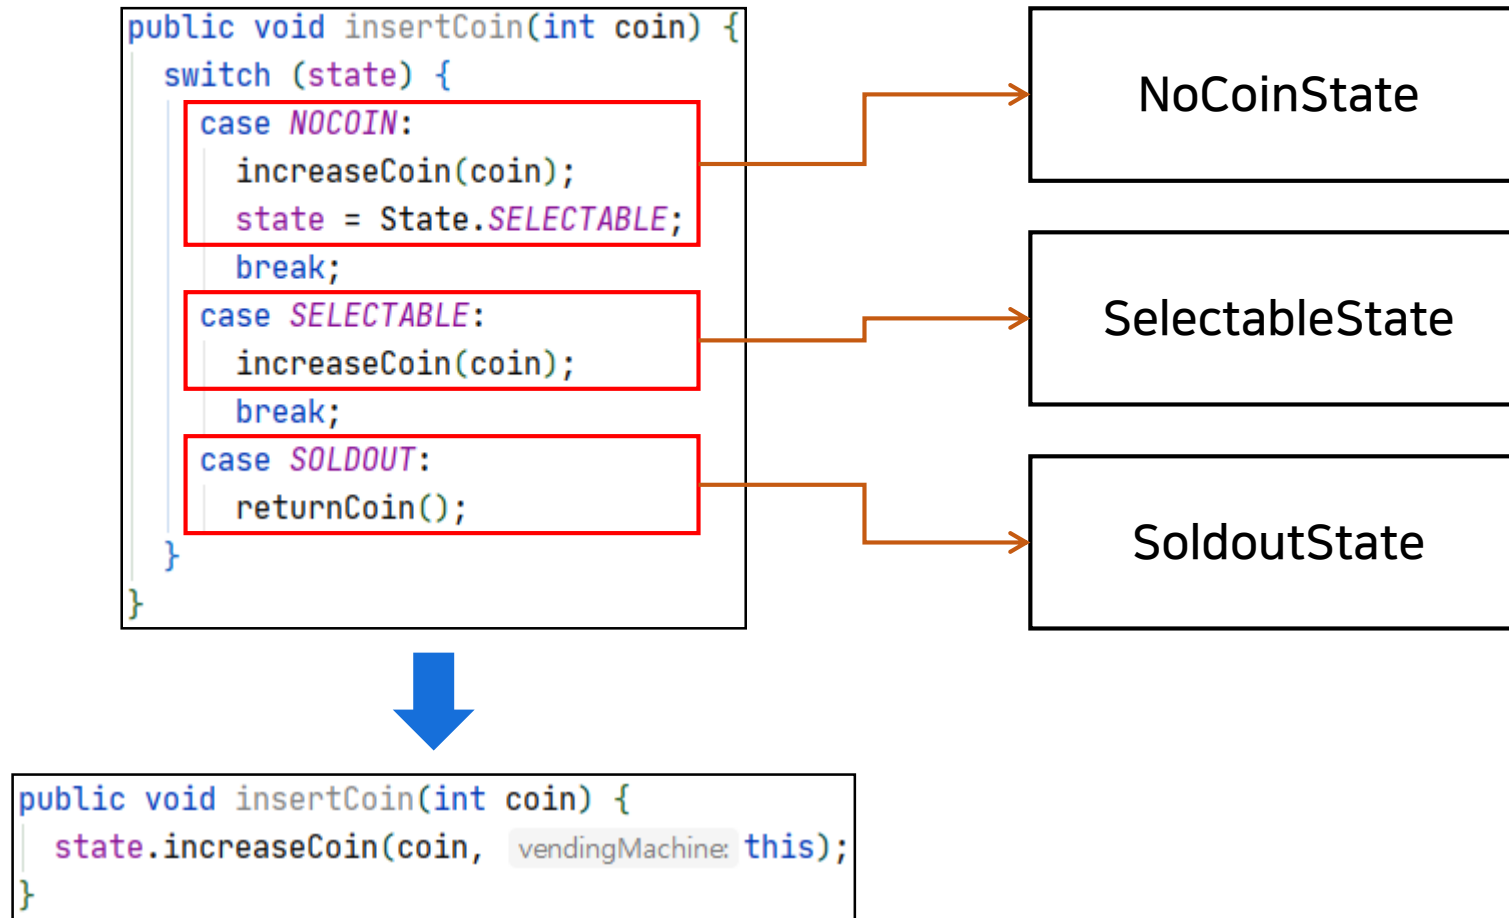 public void insertCoin(int coin) {
switch (state) {
case NOCOIN:
increaseCoin(coin);
state = State.SELECTABLE;
break;
case SELECTABLE:
increaseCoin(coin);
break;
case SOLDOUT:
returnCoin();
}
}
NoCoinState
SelectableState
SoldoutState
public void insertCoin(int coin) {
state.increaseCoin(coin, vendingMachine: this);
}